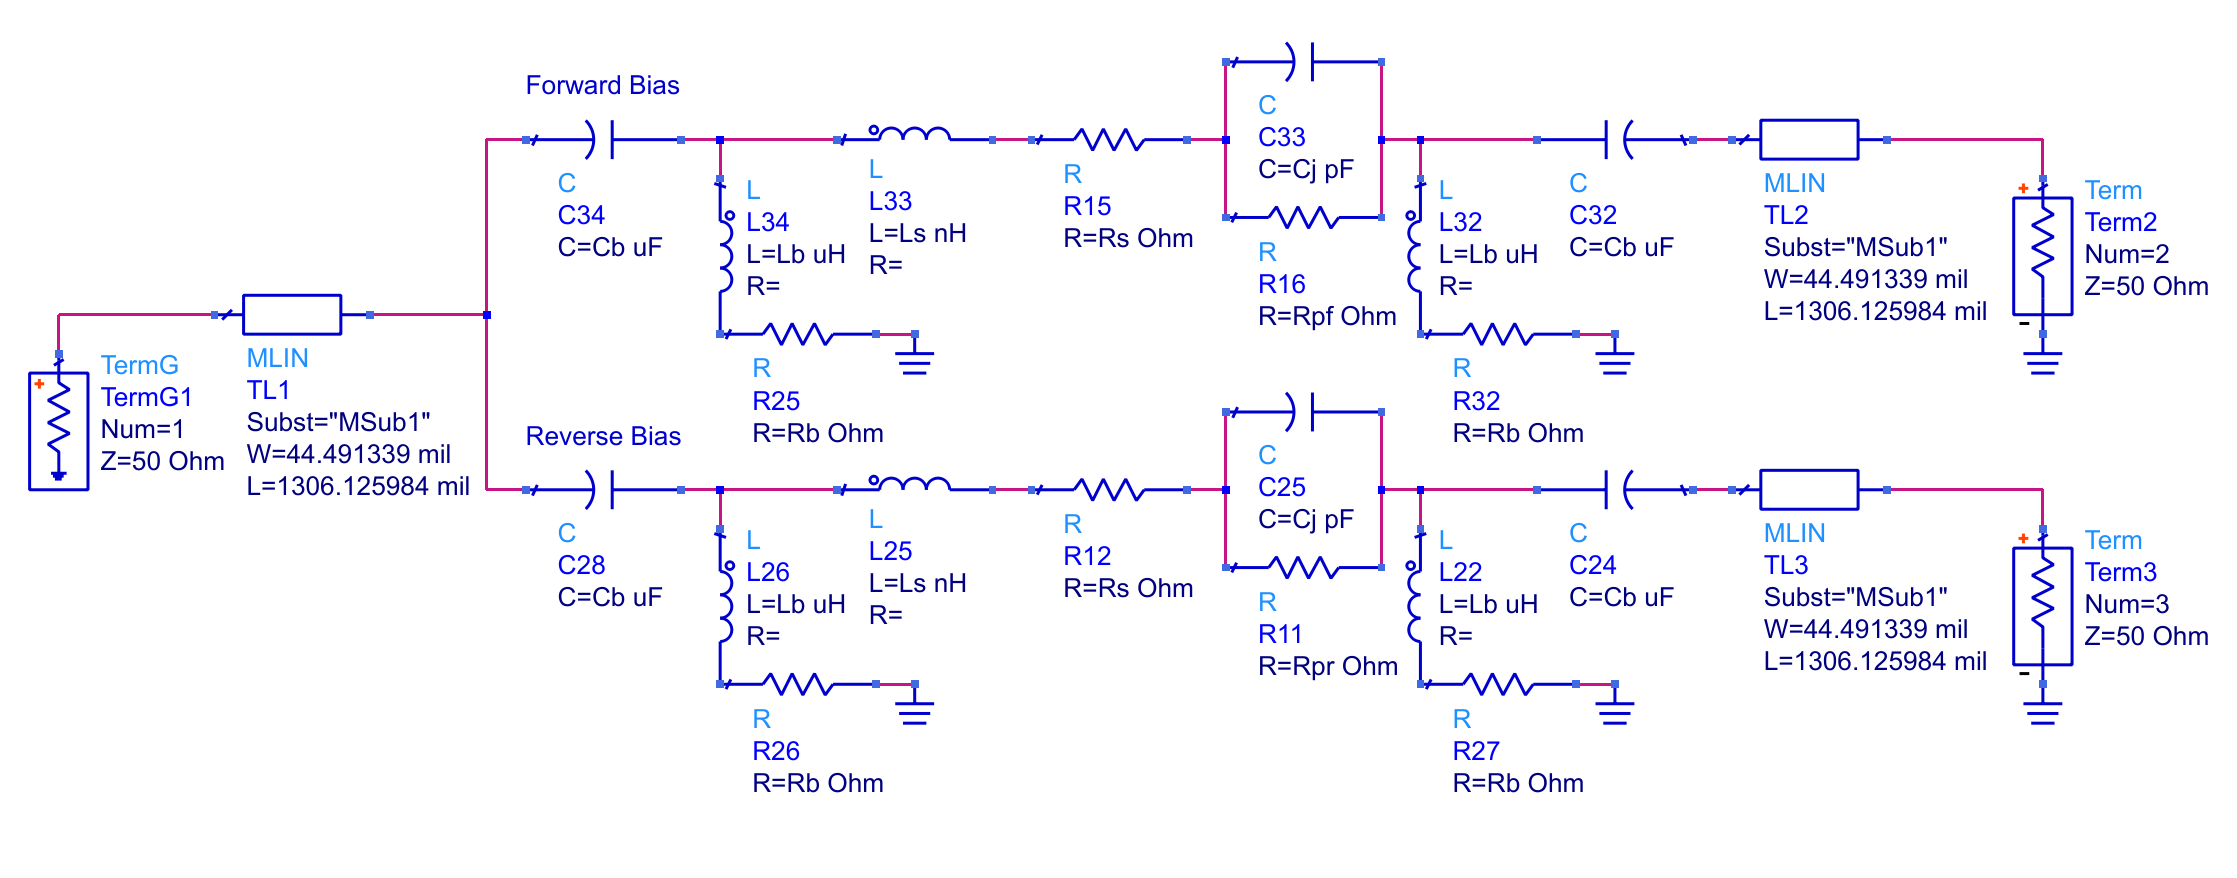 Forward Bias
C
C34
C=Cb uF
L
L34
L=Lb uH
R=
L
L33
L=Ls nH
R=
R
R15
R=Rs Ohm
C
C33
C=Cj pF
R
R16
R=Rpf Ohm
L
L32
L=Lb uH
R=
C
C32
C=Cb uF
MLIN
TL2
Subst="MSub1"
W=44.491339 mil
L=1306.125984 mil
+
Term
Term2
Num=2
Z=50 Ohm
-
R
R25
R=Rb Ohm
R
R32
R=Rb Ohm
+
TermG
TermG1
Num=1
Z=50 Ohm
MLIN
TL1
Subst="MSub1"
W=44.491339 mil
L=1306.125984 mil
Reverse Bias
C
C28
C=Cb uF
L
L26
L=Lb uH
R=
L
L25
L=Ls nH
R=
R
R12
R=Rs Ohm
C
C25
C=Cj pF
R
R11
R=Rpr Ohm
L
L22
L=Lb uH
R=
C
C24
C=Cb uF
MLIN
TL3
Subst="MSub1"
W=44.491339 mil
L=1306.125984 mil
+
Term
Term3
Num=3
Z=50 Ohm
-
R
R26
R=Rb Ohm
R
R27
R=Rb Ohm